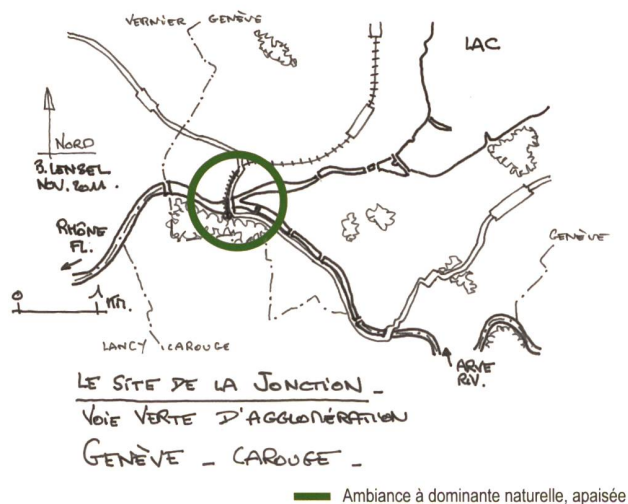 VERNIER GENÈVE
LAC
NORD
B. LENSEL
NOV. 2011.
RHÔNE
FL.
GENÈVE
0 1 KM.
LANCY CAROUGE
ARVE
RIV.
LE SITE DE LA JONCTION _
VOIE VERTE D'AGGLOMÉRATION
GENÈVE _ CAROUGE _
Ambiance à dominante naturelle, apaisée